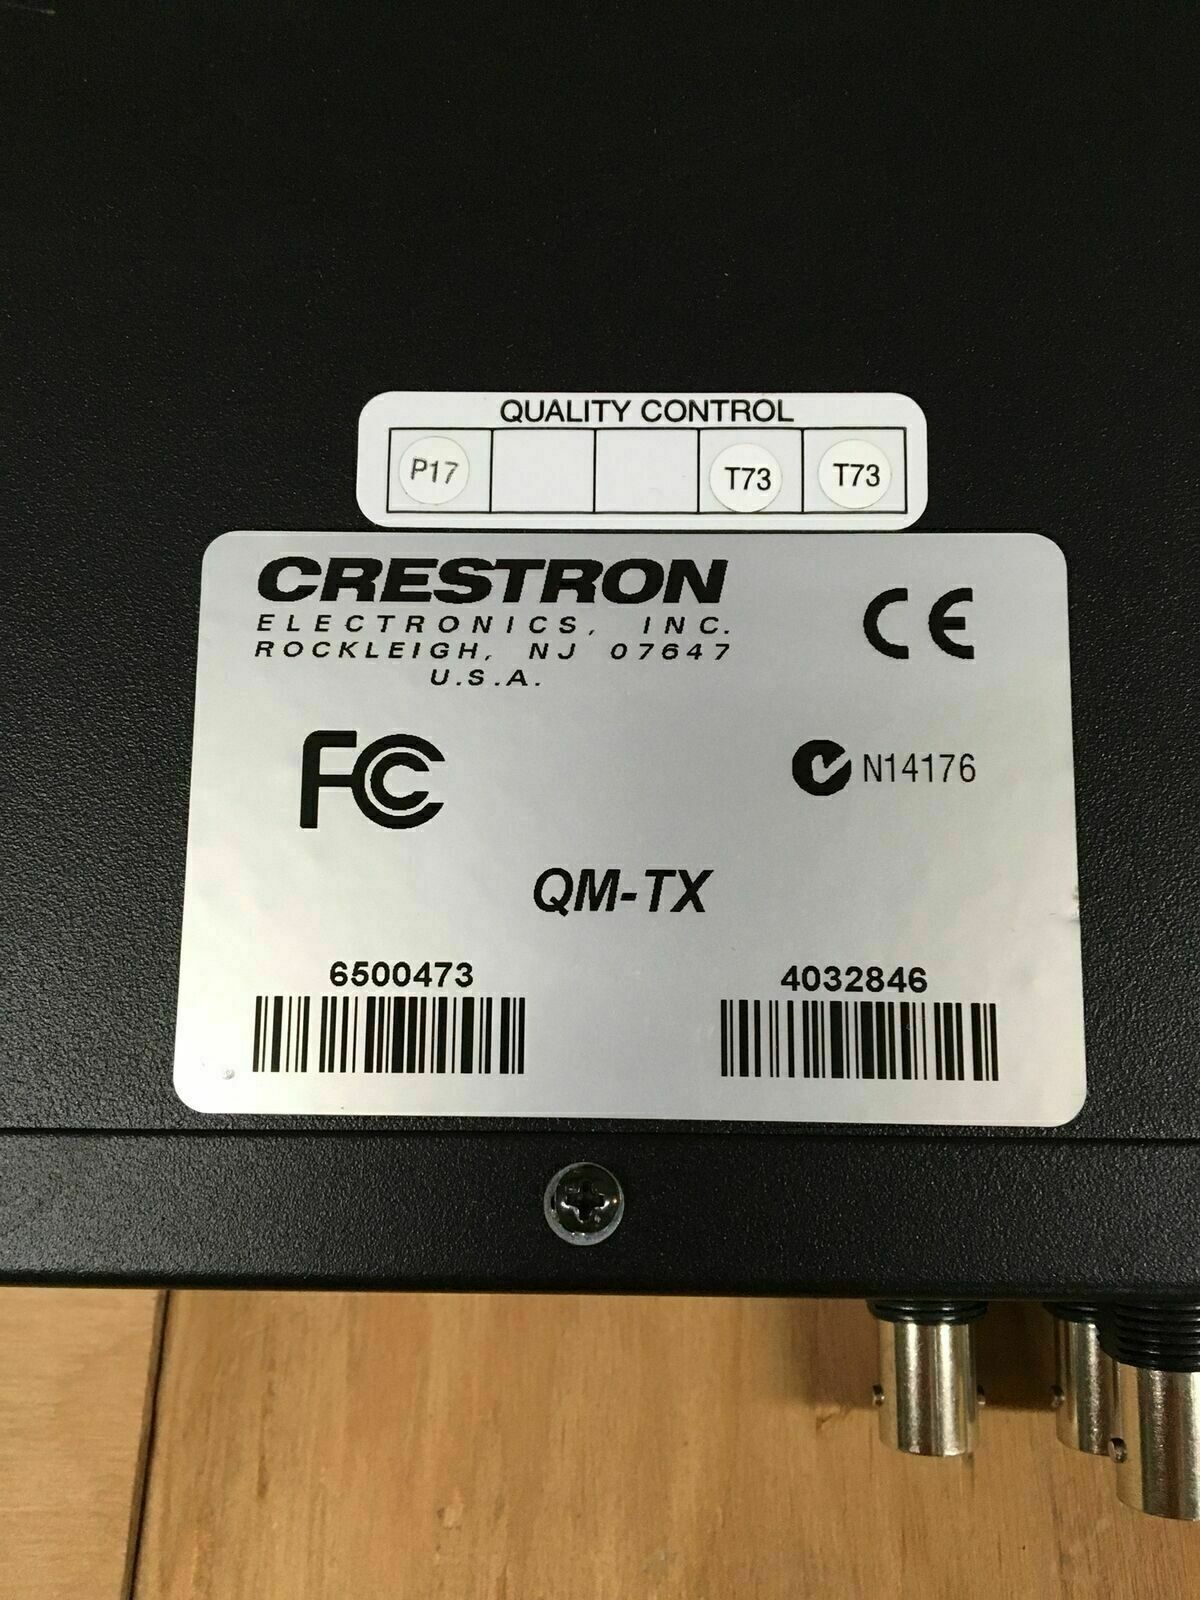 QUALITY CONTROL
P17 T73 T73
CRESTRON
ELECTRONICS, INC.
ROCKLEIGH, NJ 07647
U.S.A.
CE
FC
N14176
QM-TX
6500473 4032846